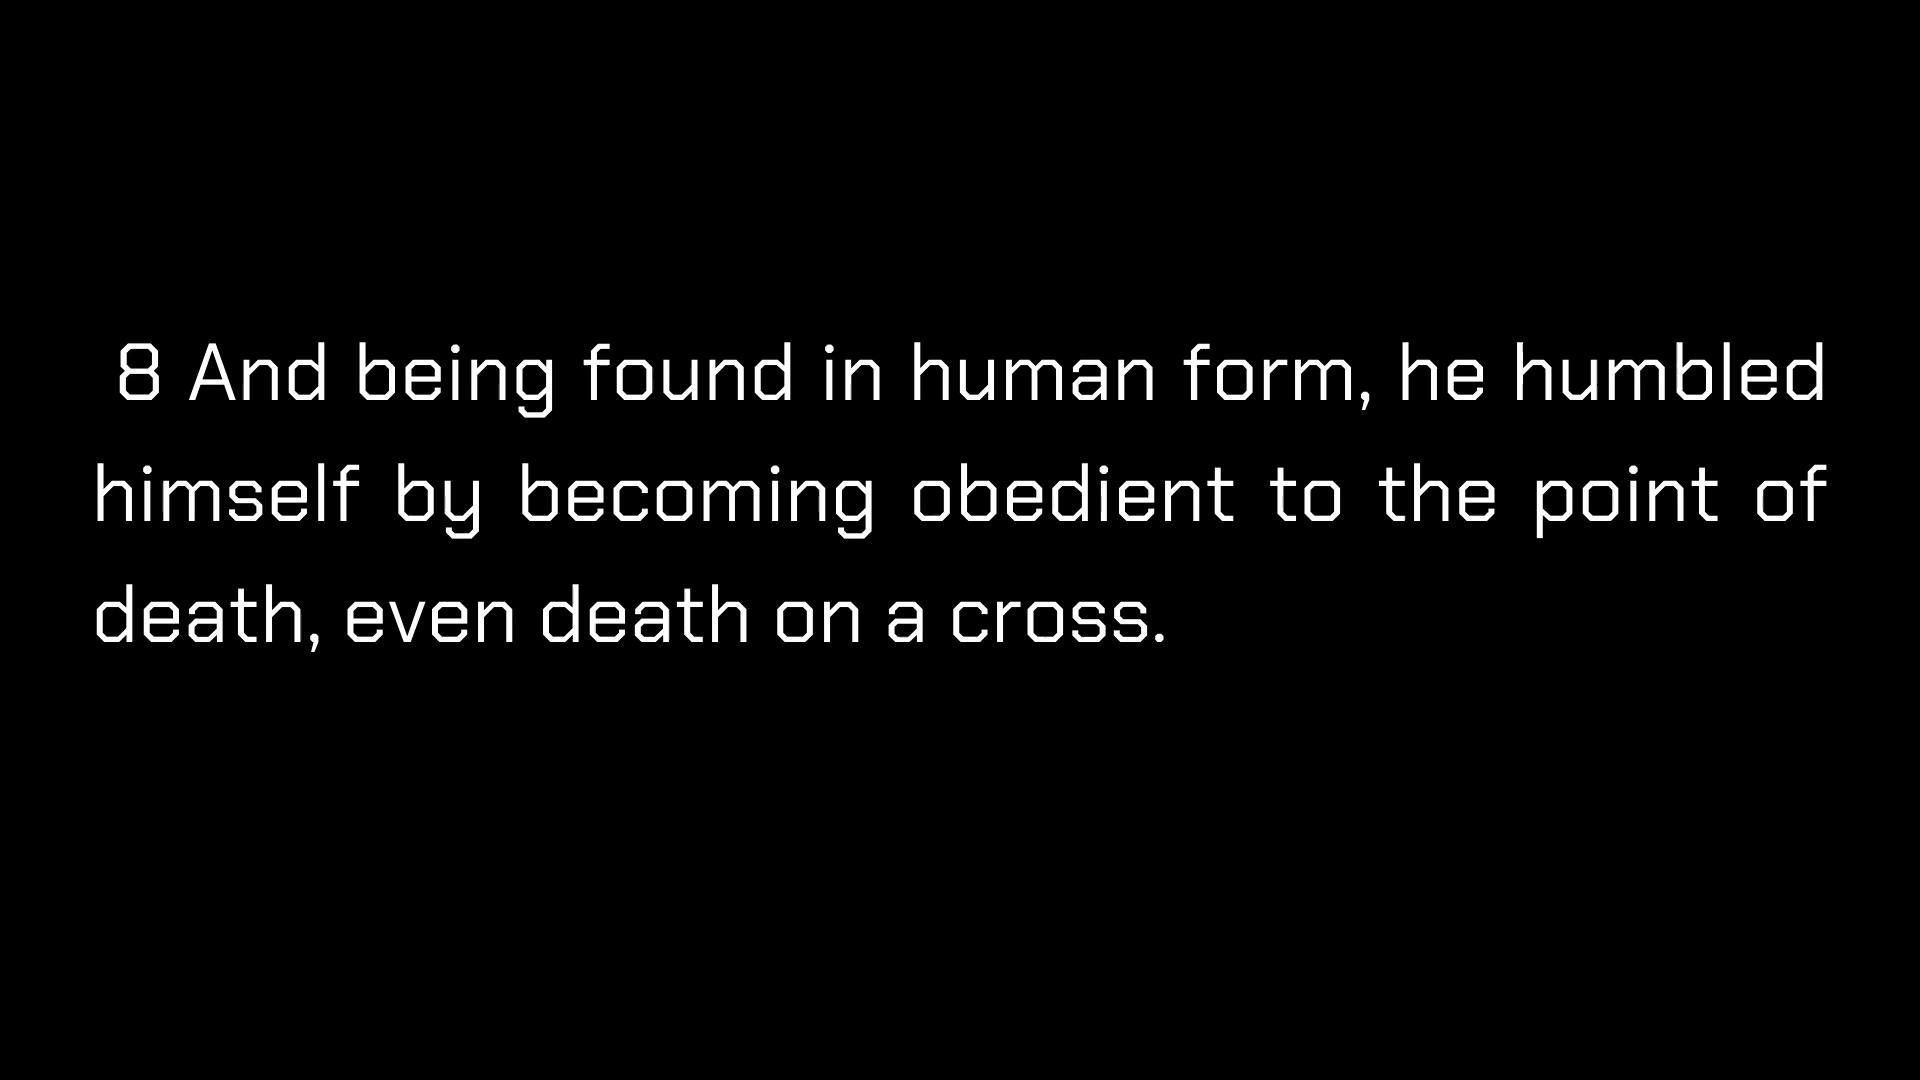 8 And being found in human form, he humbled
himself by becoming obedient to the point of
death, even death on a cross.